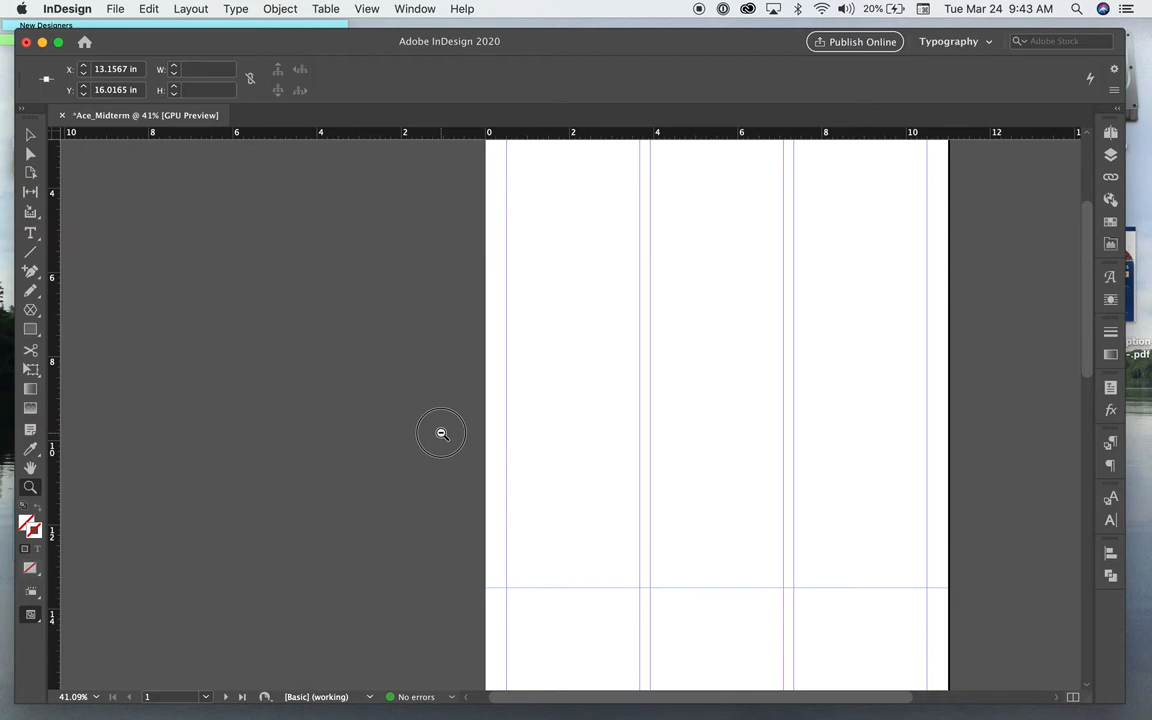 InDesign File Edit Layout Type Object Table View Window Help 20% Tue Mar 24 9:43 AM
New Designers
Adobe InDesign 2020 Publish Online Typography Adobe Stock
X: 13.1567 in W:
Y: 16.0165 in H:
*Ace_Midterm @ 41% [GPU Preview]
10 8 6 4 2 0 2 4 6 8 10 12 1
4
6
8
10
12
14
ption
-.pdf
41.09% 1 [Basic] (working) No errors